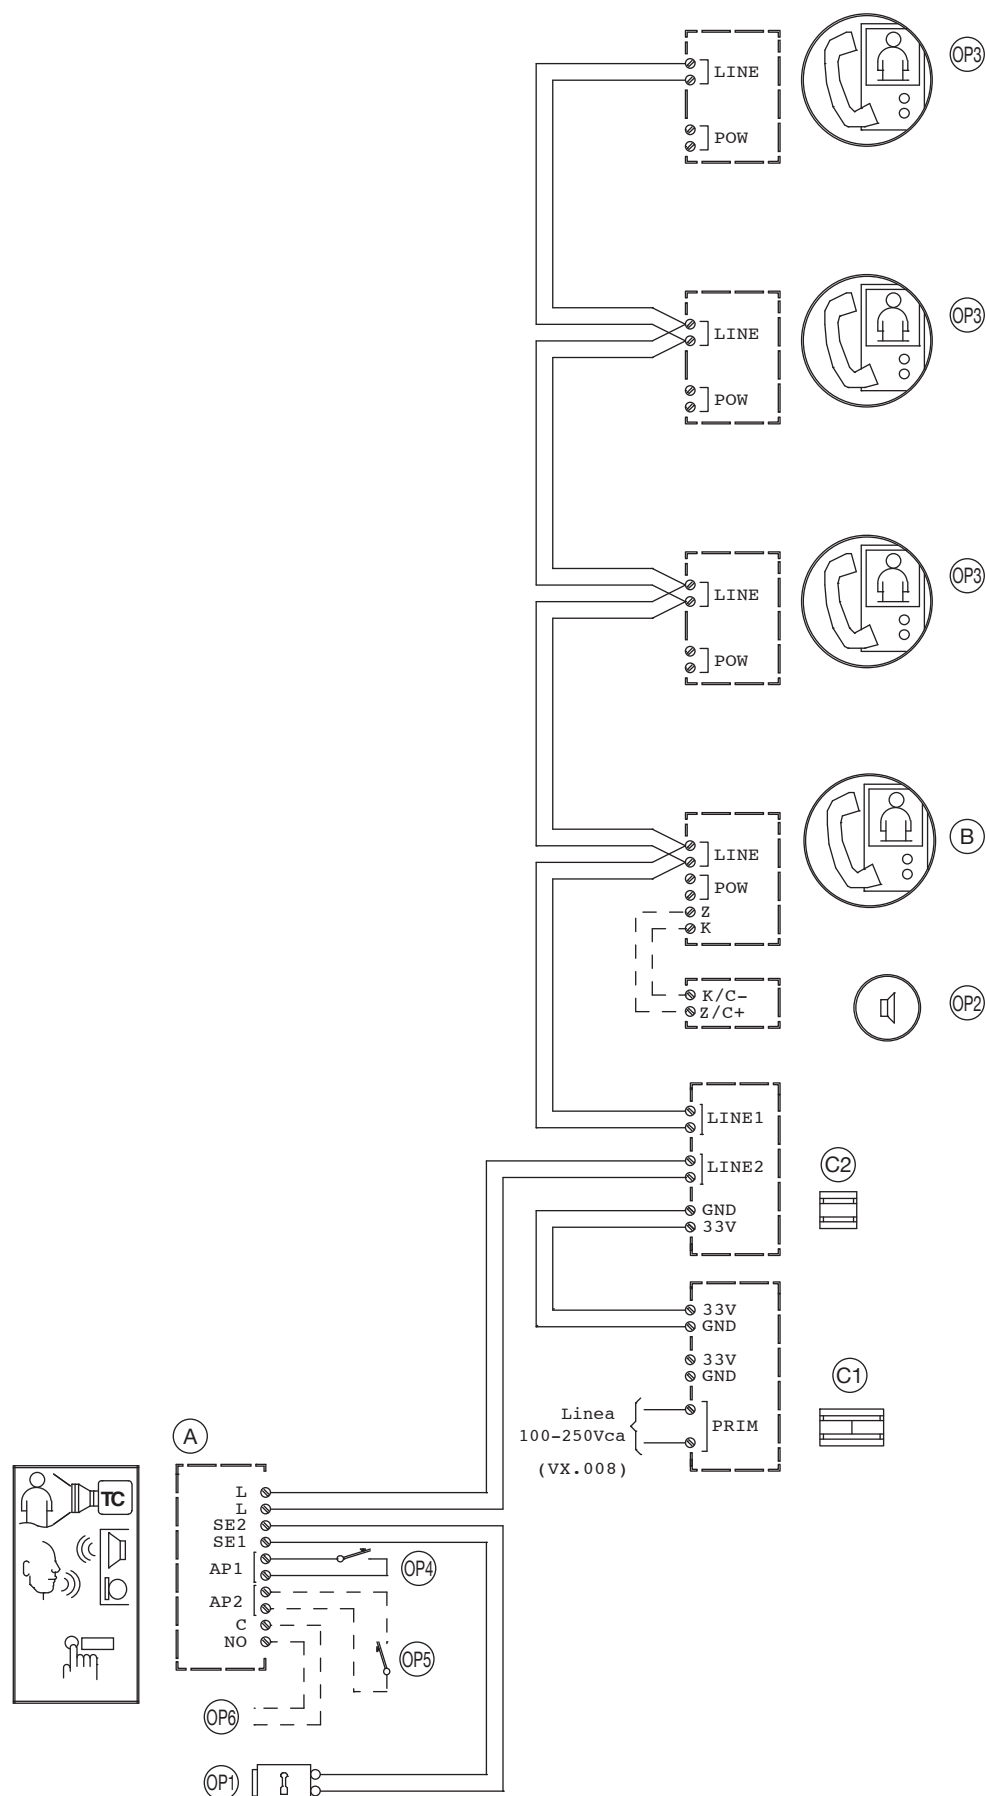 OP3
LINE
POW
OP3
LINE
POW
OP3
LINE
POW
B
LINE
POW
Z
K
K/C-
Z/C+
OP2
LINE1
LINE2
C2
GND
33V
33V
GND
33V
GND
C1
Linea
100-250Vca
PRIM
(VX.008)
A
TC
L
L
SE2
SE1
AP1
OP4
AP2
C
NO
OP5
OP6
OP1